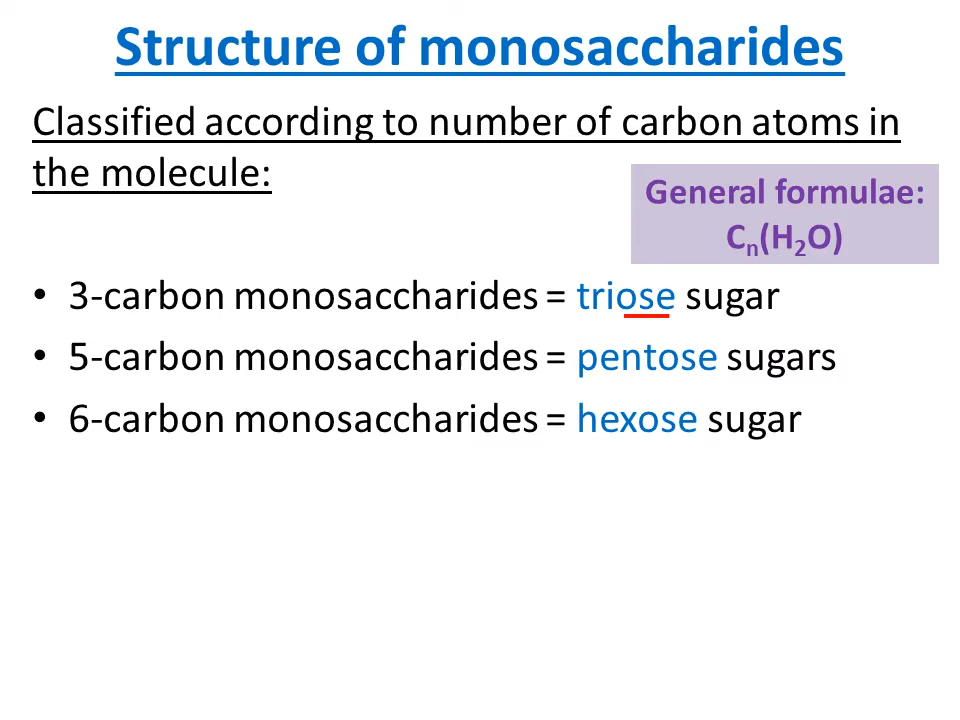 Structure of monosaccharides
Classified according to number of carbon atoms in
the molecule:
General formulae:
Cₙ(H₂O)
• 3-carbon monosaccharides = triose sugar
• 5-carbon monosaccharides = pentose sugars
• 6-carbon monosaccharides = hexose sugar